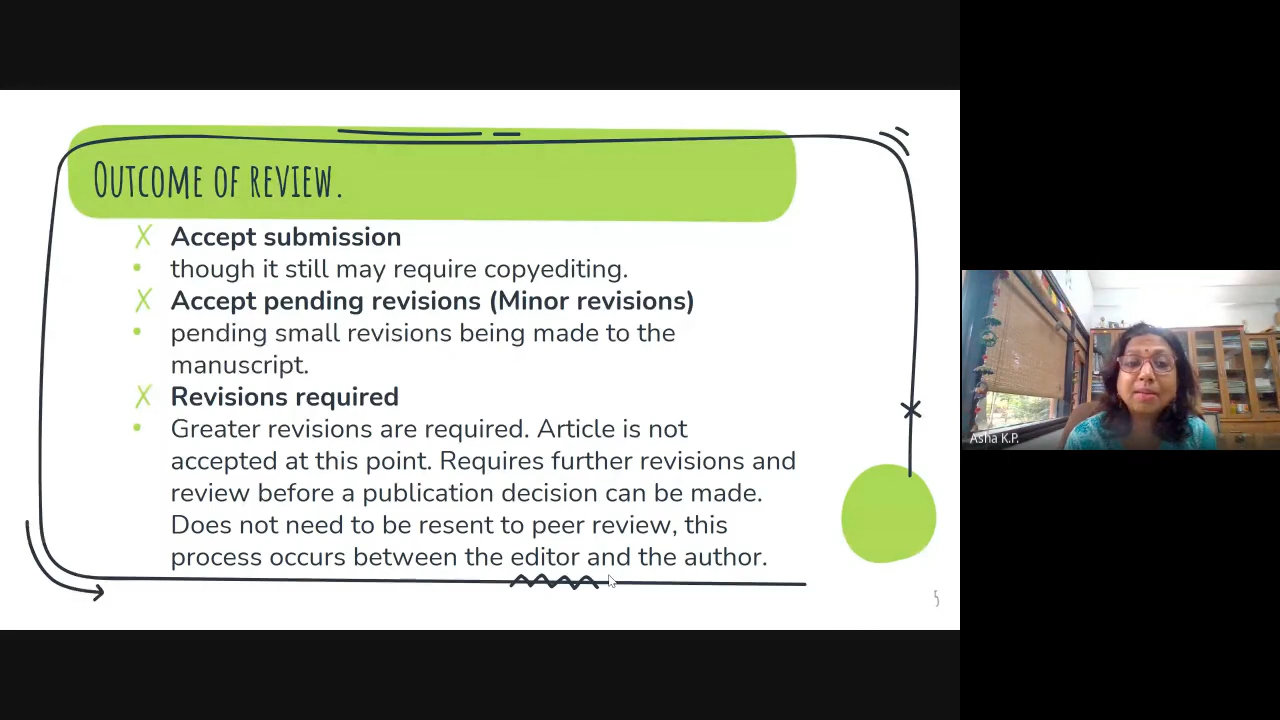 OUTCOME OF REVIEW.
Accept submission
though it still may require copyediting.
Accept pending revisions (Minor revisions)
pending small revisions being made to the
manuscript.
Revisions required
Greater revisions are required. Article is not
accepted at this point. Requires further revisions and
review before a publication decision can be made.
Does not need to be resent to peer review, this
process occurs between the editor and the author.
5
Asha K.P.